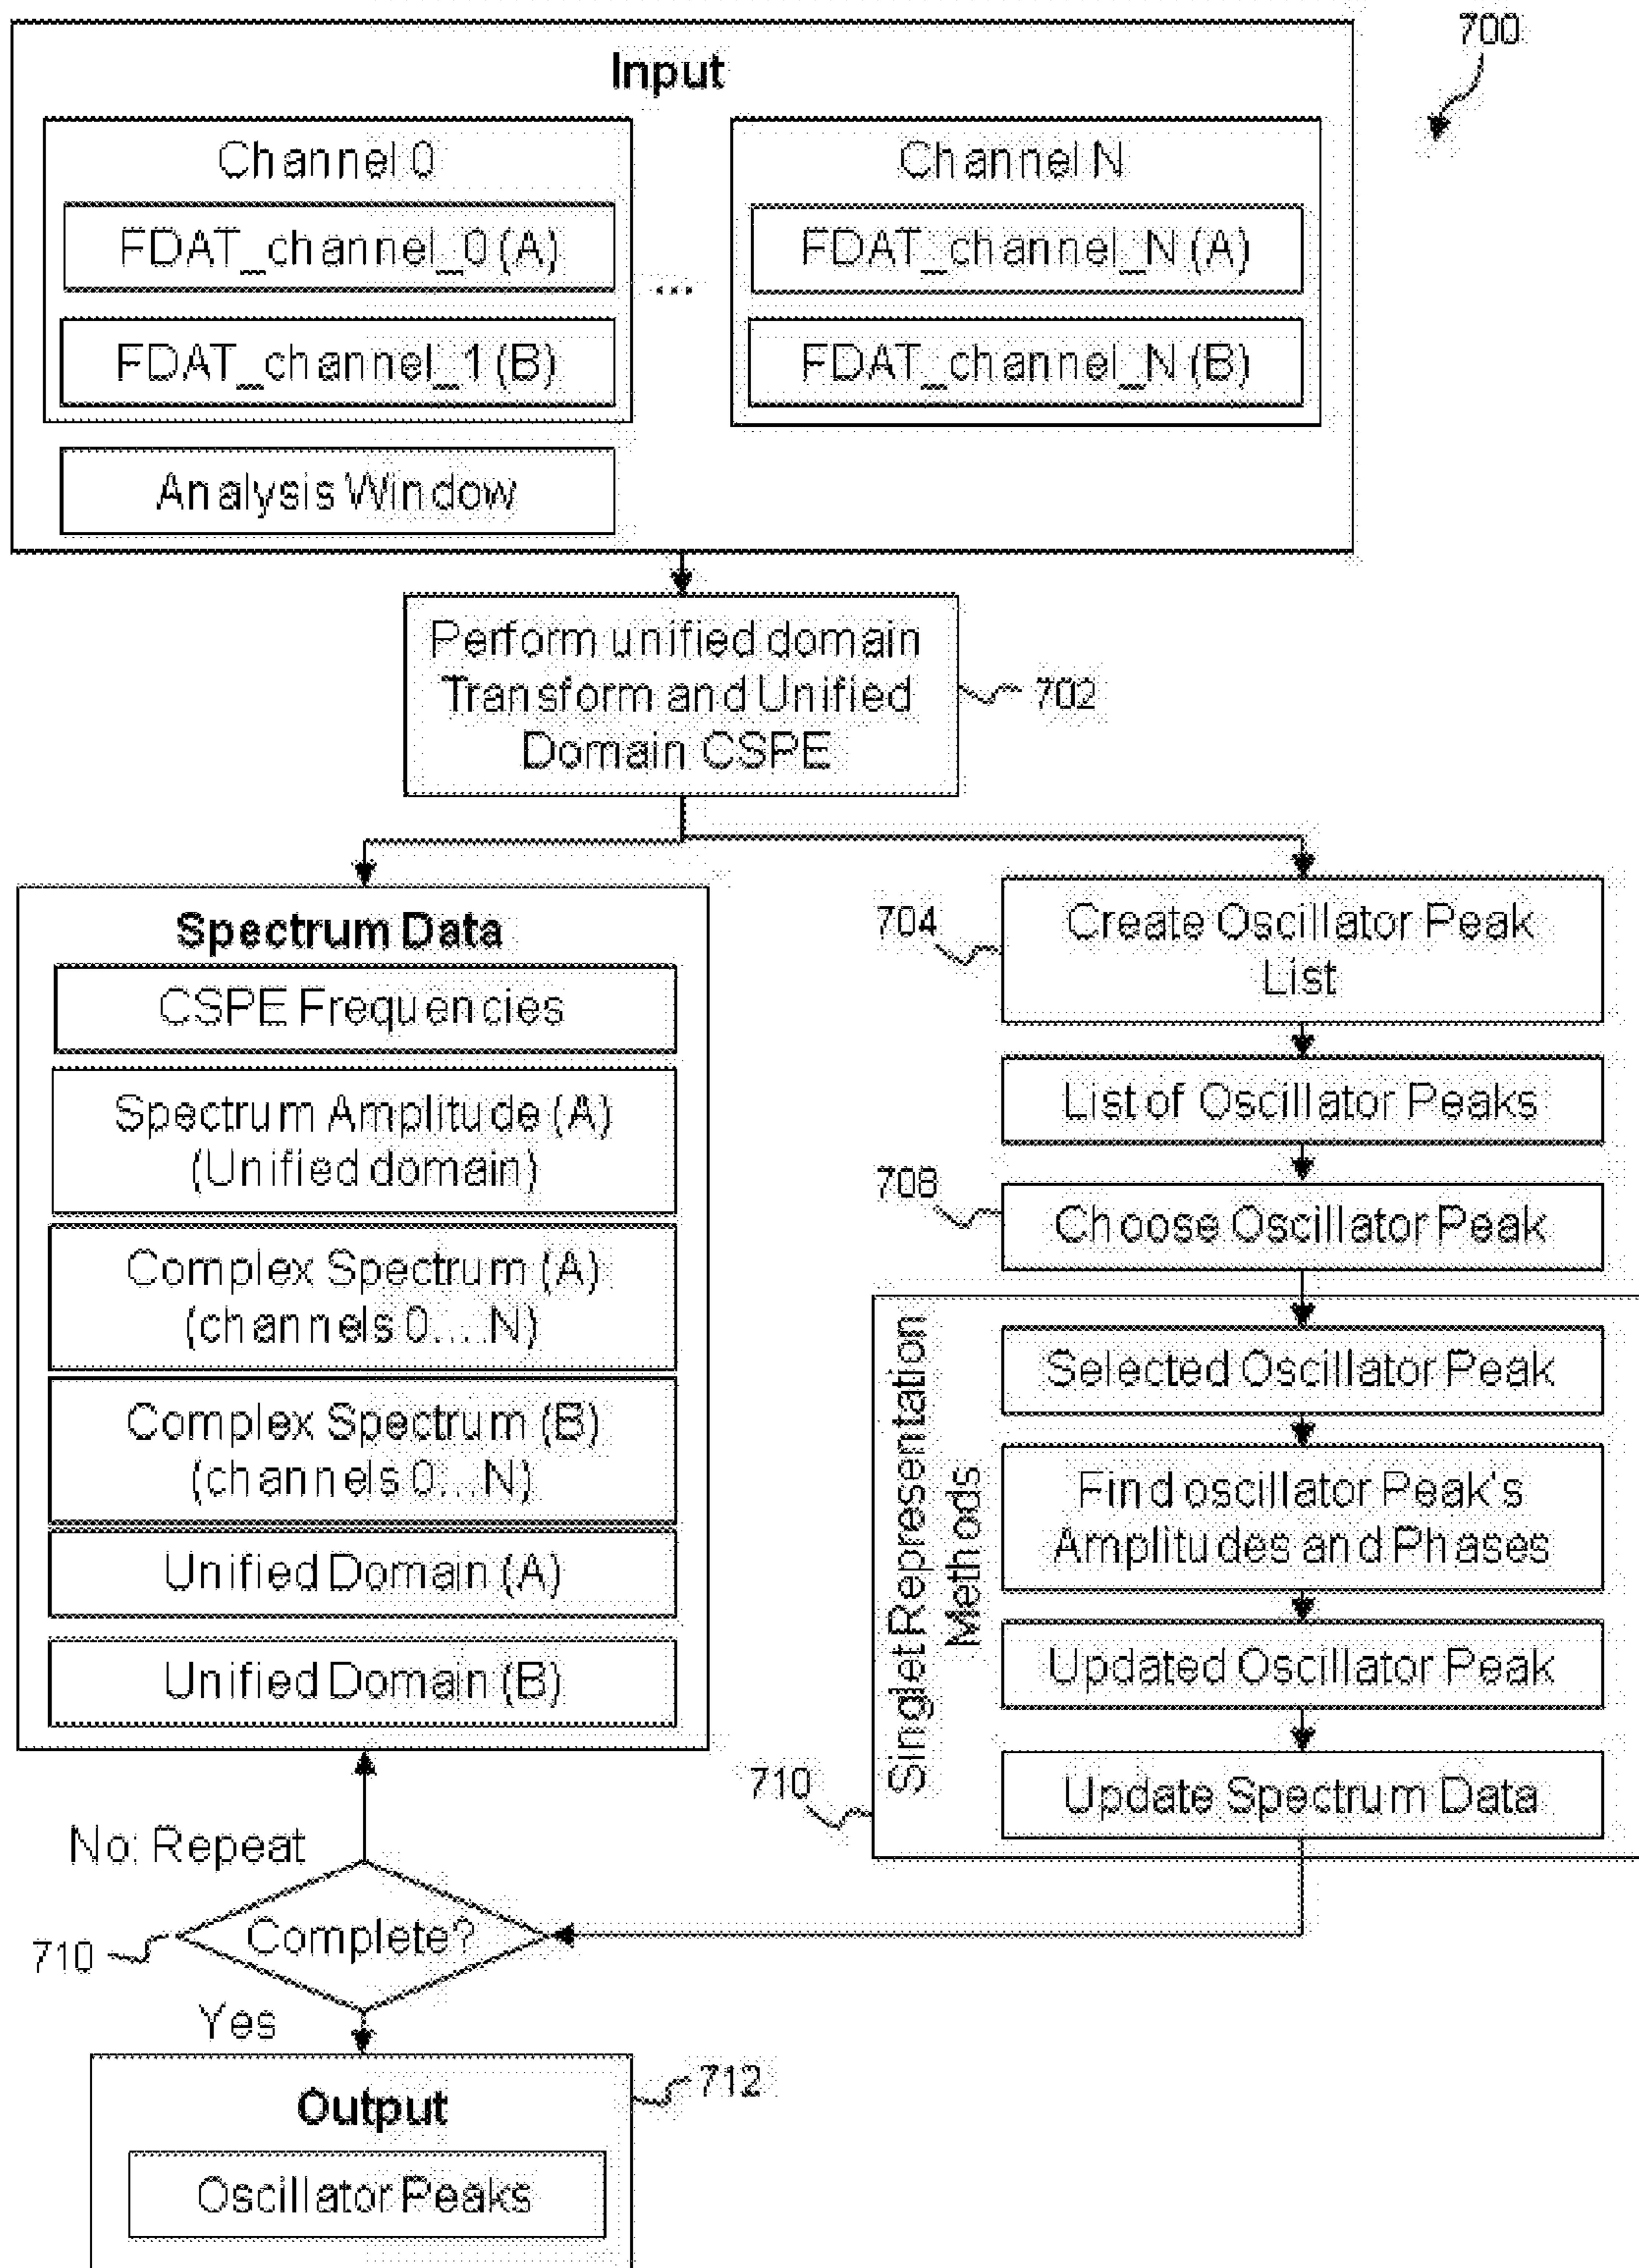 700
Input
Channel 0
FDAT_channel_0 (A)
FDAT_channel_1 (B)
...
Channel N
FDAT_channel_N (A)
FDAT_channel_N (B)
Analysis Window
Perform unified domain
Transform and Unified
Domain CSPE
702
Spectrum Data
CSPE Frequencies
Spectrum Amplitude (A)
(Unified domain)
Complex Spectrum (A)
(channels 0....N)
Complex Spectrum (B)
(channels 0...N)
Unified Domain (A)
Unified Domain (B)
704
Create Oscillator Peak
List
List of Oscillator Peaks
708
Choose Oscillator Peak
Singlet Representation
Methods
Selected Oscillator Peak
Find oscillator Peak's
Amplitudes and Phases
Updated Oscillator Peak
Update Spectrum Data
710
No: Repeat
Complete?
710
Yes
Output
712
Oscillator Peaks